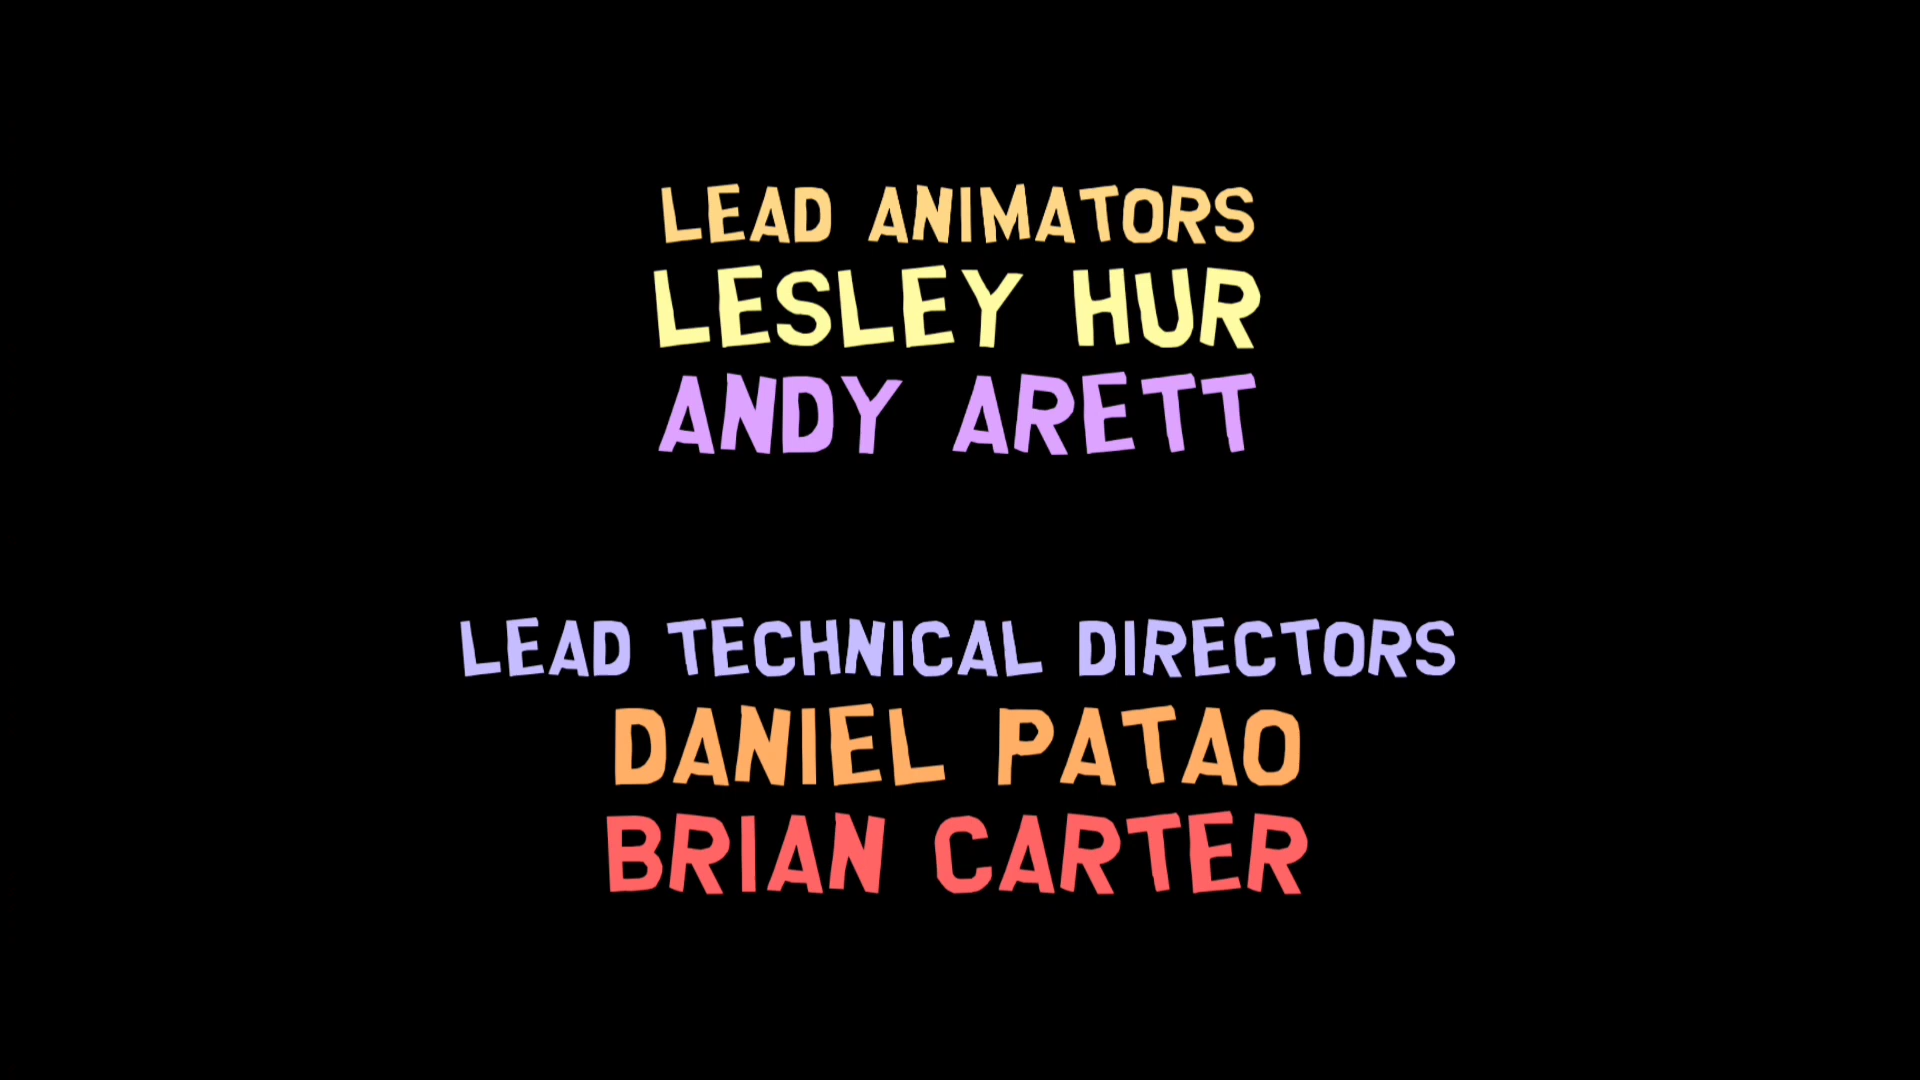 LEAD ANIMATORS
LESLEY HUR
ANDY ARETT
LEAD TECHNICAL DIRECTORS
DANIEL PATAO
BRIAN CARTER